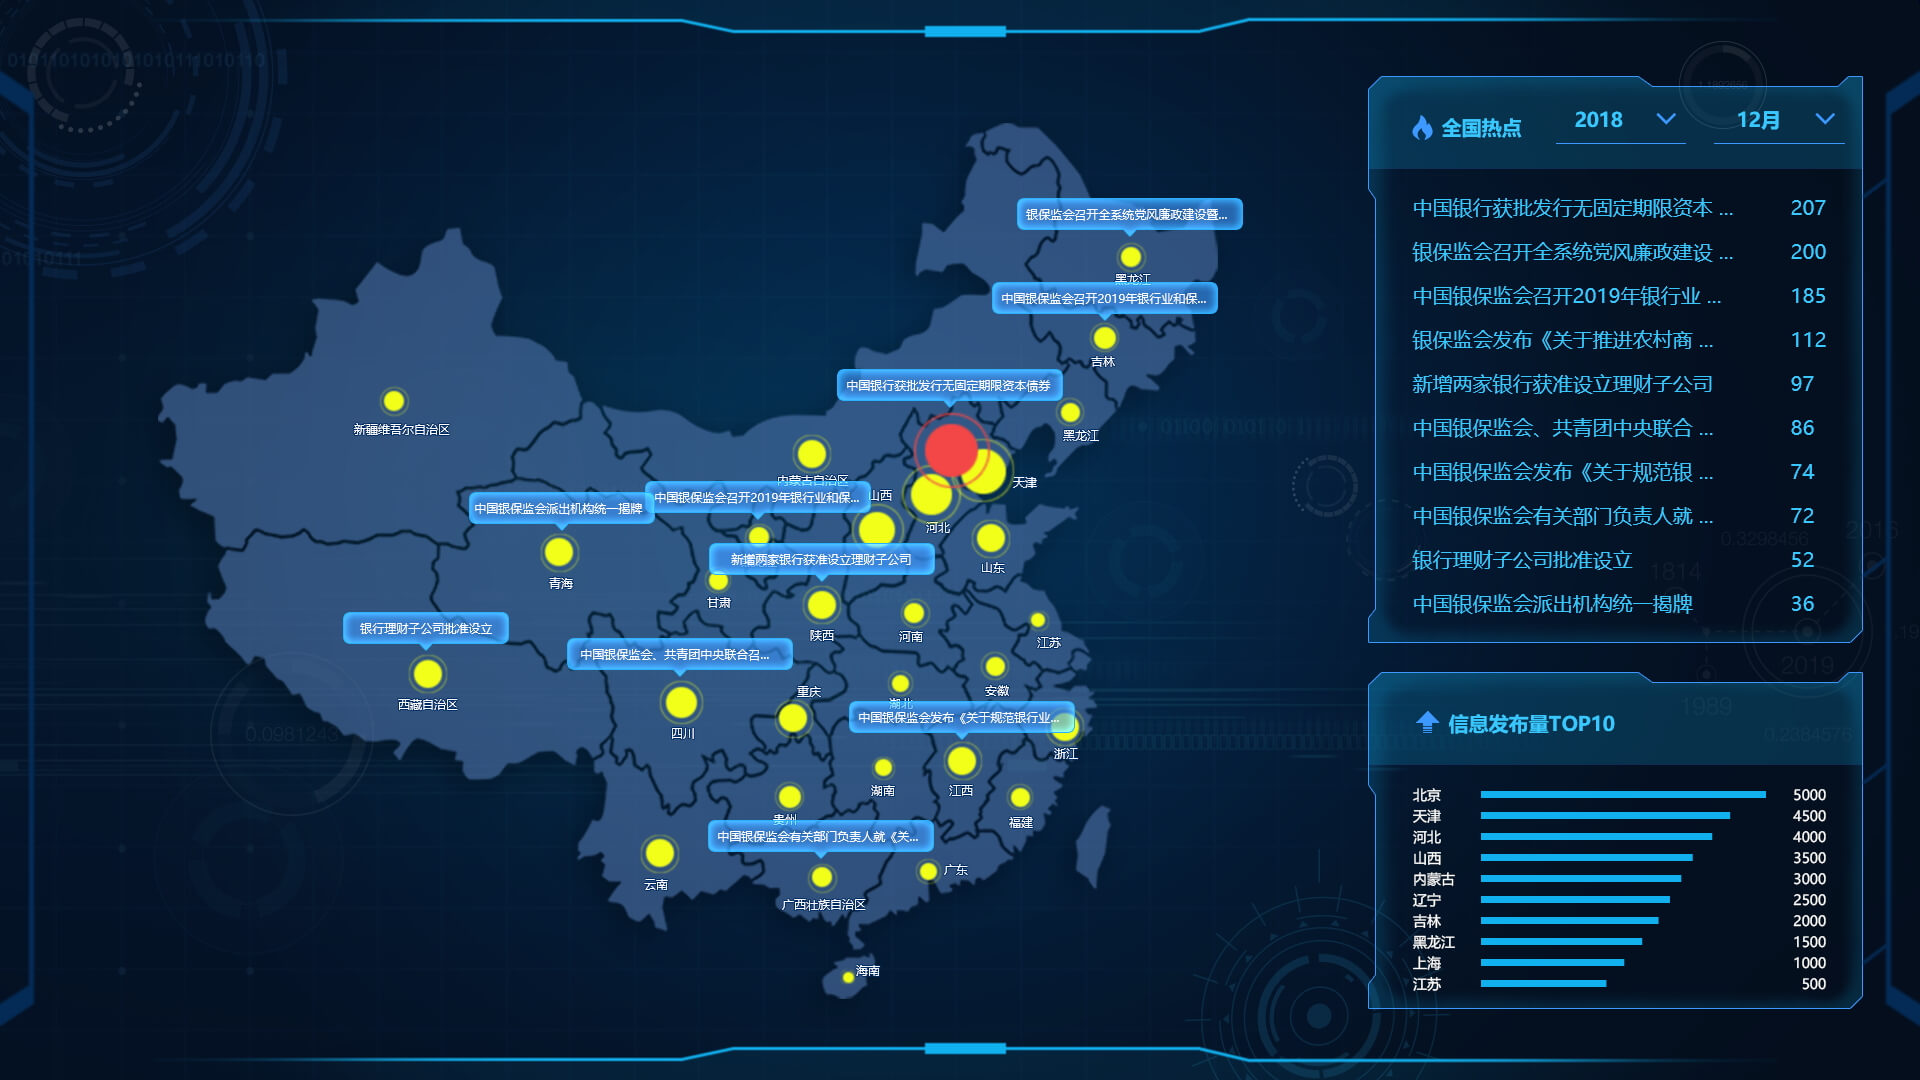 010110101010101010111010110
01010111
银保监会召开全系统党风廉政建设暨...
黑龙江
中国银保监会召开2019年银行业和保...
吉林
中国银行获批发行无固定期限资本债券
黑龙江
新疆维吾尔自治区
内蒙古自治区
天津
山西
中国银保监会召开2019年银行业和保...
中国银保监会派出机构统一揭牌
河北
新增两家银行获准设立理财子公司
山东
青海
甘肃
陕西
河南
江苏
银行理财子公司批准设立
中国银保监会、共青团中央联合召...
西藏自治区
重庆
安徽
湖北
中国银保监会发布《关于规范银行业...
四川
浙江
0.0981243
湖南
江西
贵州
福建
中国银保监会有关部门负责人就《关...
云南
广东
广西壮族自治区
海南
全国热点
2018
12月
中国银行获批发行无固定期限资本 ... 207
银保监会召开全系统党风廉政建设 ... 200
中国银保监会召开2019年银行业 ... 185
银保监会发布《关于推进农村商 ... 112
新增两家银行获准设立理财子公司 97
中国银保监会、共青团中央联合 ... 86
中国银保监会发布《关于规范银 ... 74
中国银保监会有关部门负责人就 ... 72
银行理财子公司批准设立 52
中国银保监会派出机构统一揭牌 36
0.3298456
2016
1814
2019
1989
0.2384576
信息发布量TOP10
北京 5000
天津 4500
河北 4000
山西 3500
内蒙古 3000
辽宁 2500
吉林 2000
黑龙江 1500
上海 1000
江苏 500